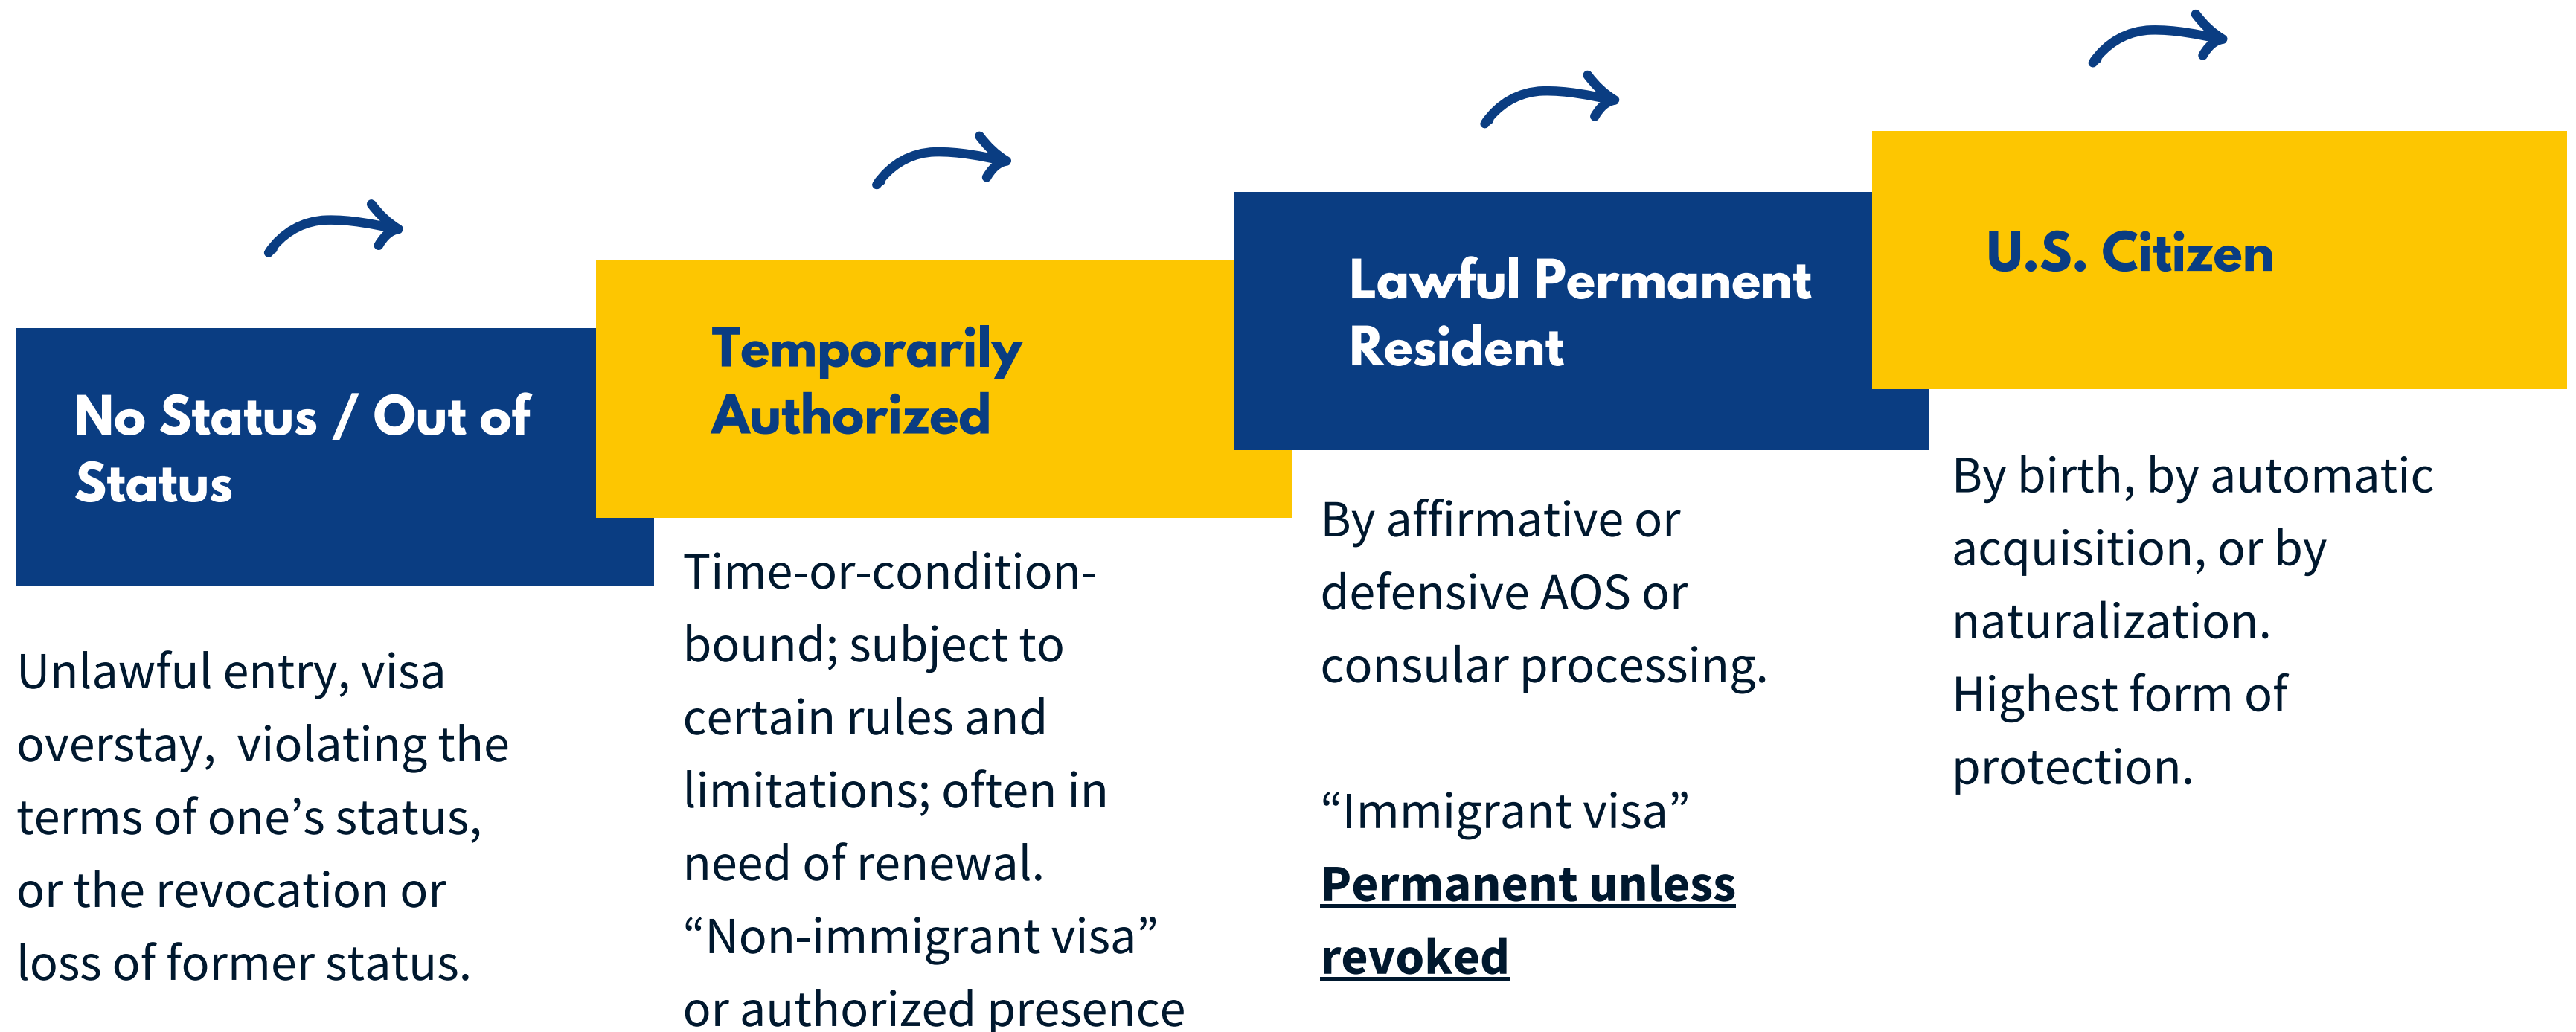 No Status / Out of
Status
Unlawful entry, visa
overstay,  violating the
terms of one’s status,
or the revocation or
loss of former status.
Temporarily
Authorized
Time-or-condition-
bound; subject to
certain rules and
limitations; often in
need of renewal.
“Non-immigrant visa”
or authorized presence
Lawful Permanent
Resident
By affirmative or
defensive AOS or
consular processing.
“Immigrant visa”
Permanent unless
revoked
U.S. Citizen
By birth, by automatic
acquisition, or by
naturalization.
Highest form of
protection.